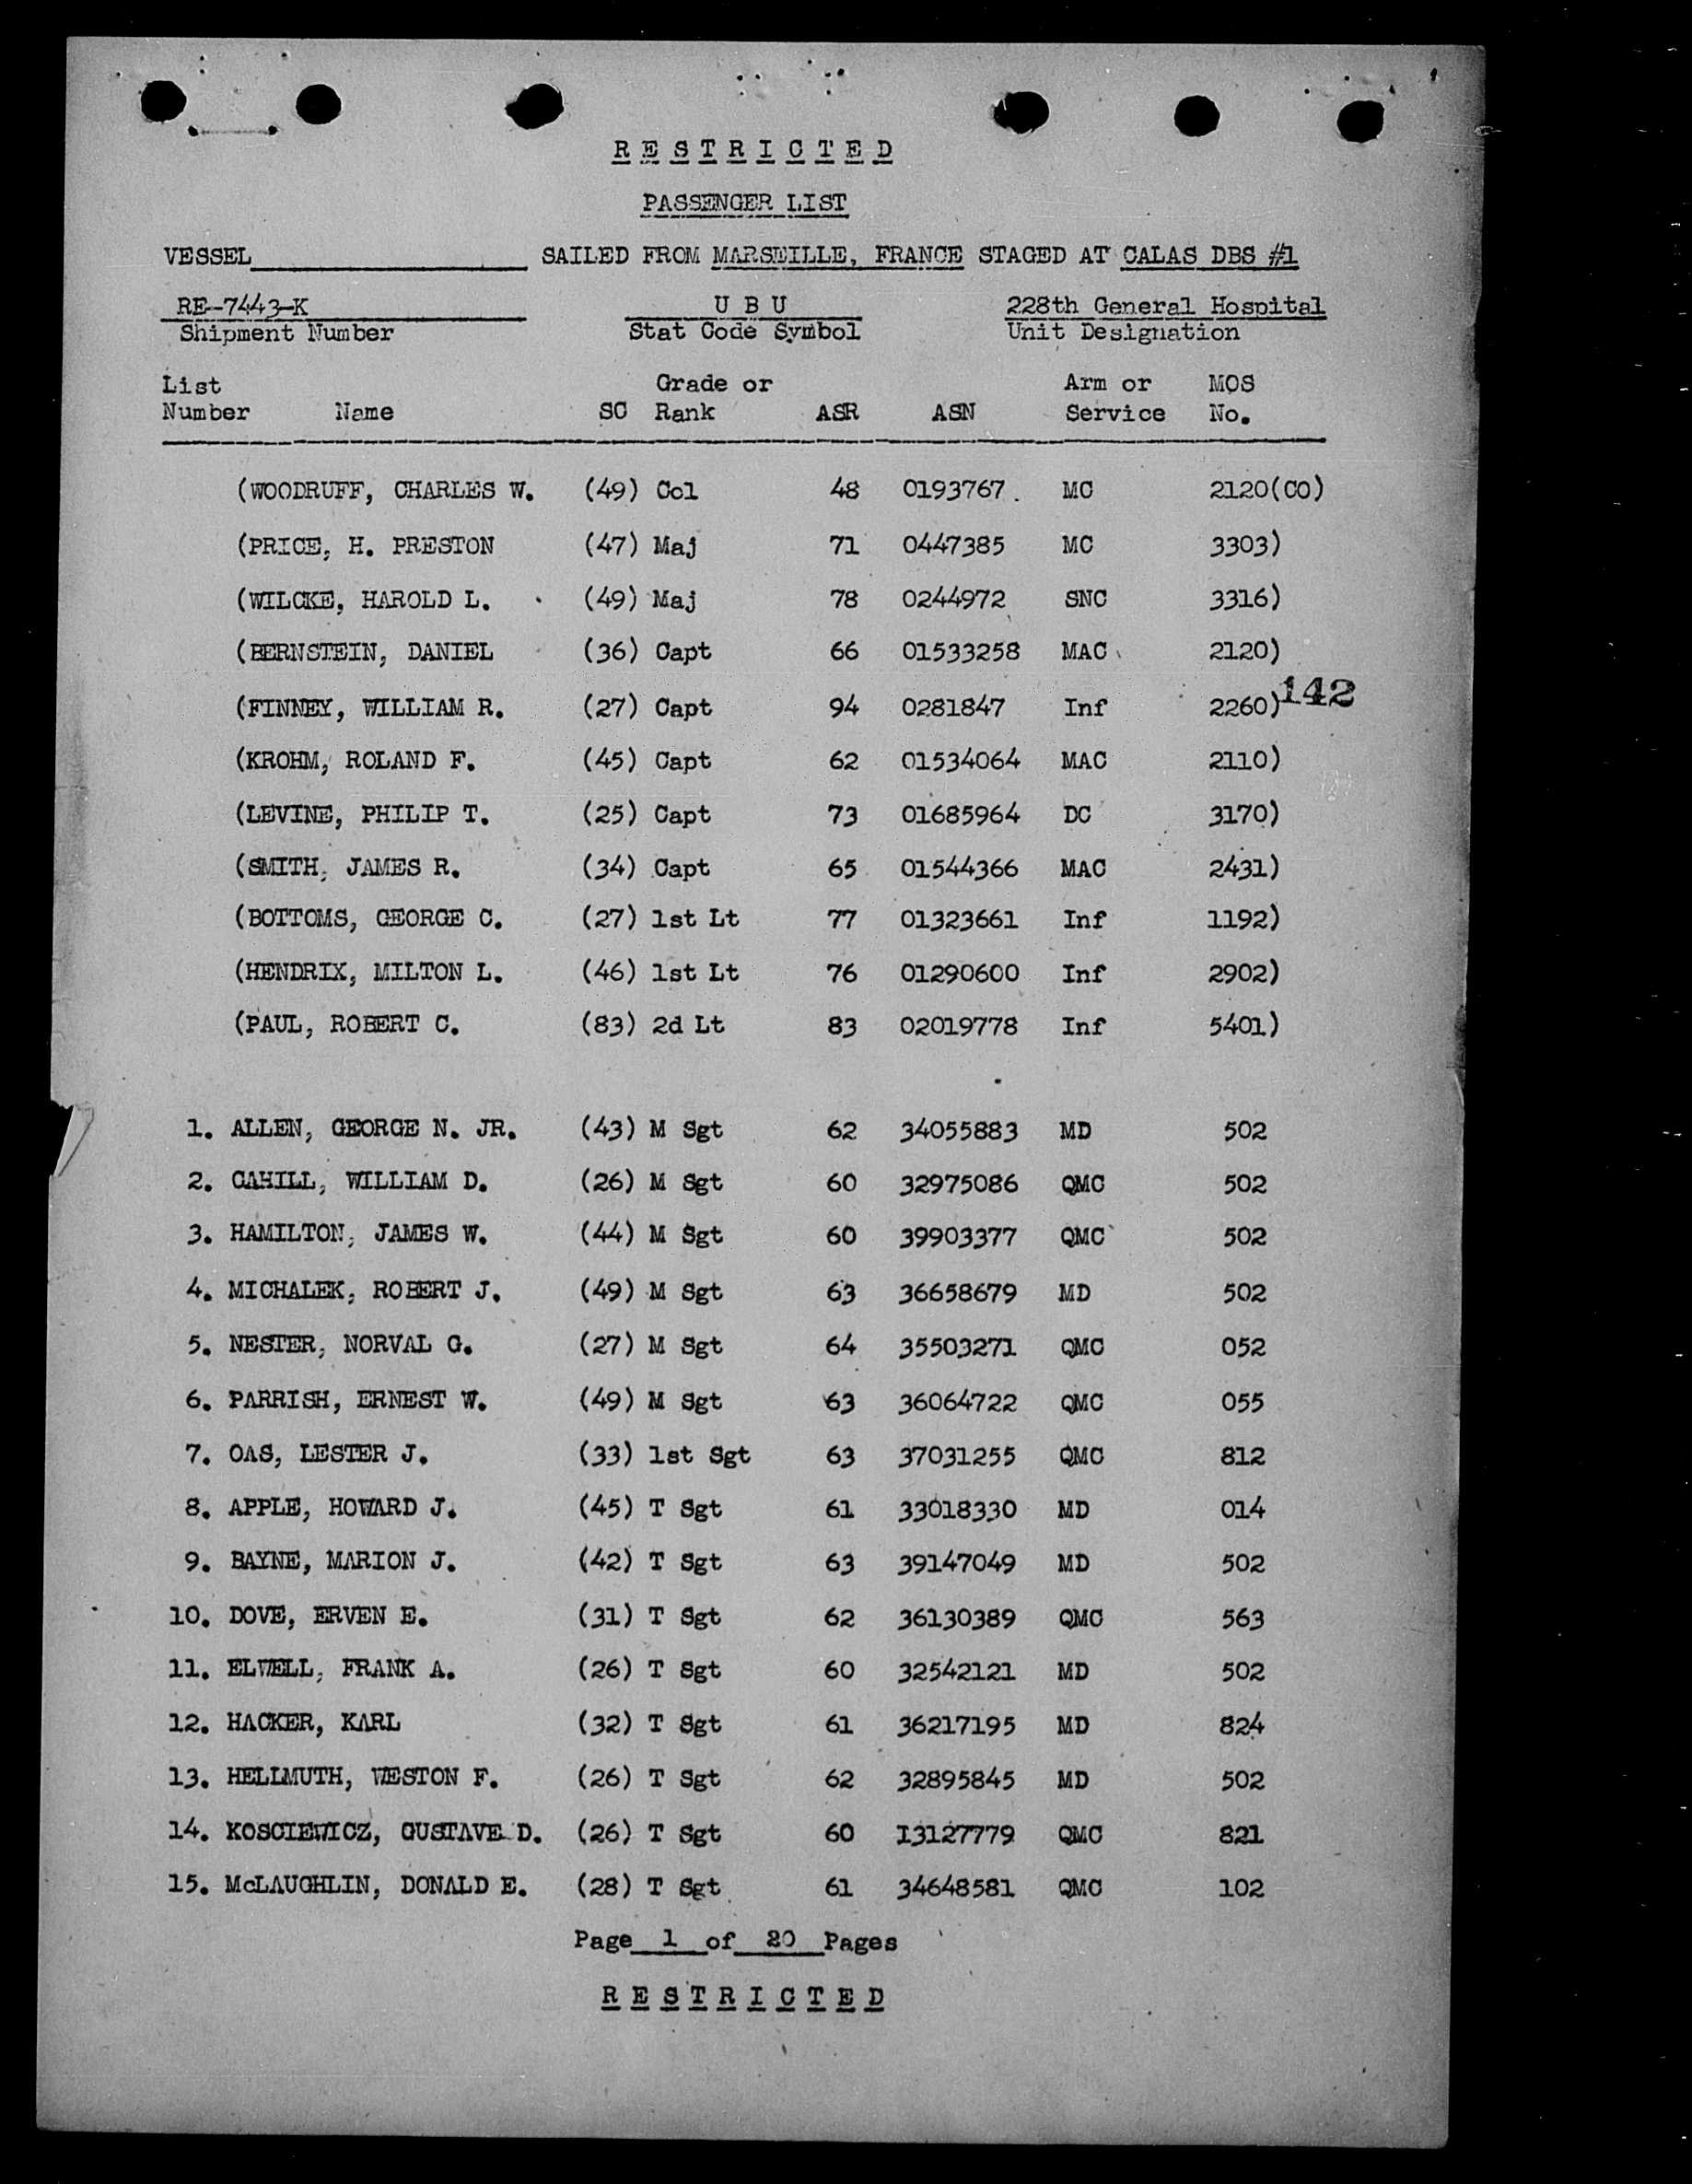 RESTRICTED
PASSENGER LIST
VESSEL SAILED FROM MARSEILLE, FRANCE STAGED AT CALAS DBS #1
RE-7443-K U B U 228th General Hospital
Shipment Number Stat Code Symbol Unit Designation
List Grade or Arm or MOS
Number Name SC Rank ASR ASN Service No.
(WOODRUFF, CHARLES W. (49) Col 48 0193767 MC 2120(CO)
(PRICE, H. PRESTON (47) Maj 71 0447385 MC 3303)
(WILCKE, HAROLD L. (49) Maj 78 0244972 SNC 3316)
(BERNSTEIN, DANIEL (36) Capt 66 01533258 MAC 2120)
(FINNEY, WILLIAM R. (27) Capt 94 0281847 Inf 2260) 142
(KROHM, ROLAND F. (45) Capt 62 01534064 MAC 2110)
(LEVINE, PHILIP T. (25) Capt 73 01685964 DC 3170)
(SMITH, JAMES R. (34) Capt 65 01544366 MAC 2431)
(BOTTOMS, GEORGE C. (27) 1st Lt 77 01323661 Inf 1192)
(HENDRIX, MILTON L. (46) 1st Lt 76 01290600 Inf 2902)
(PAUL, ROBERT C. (83) 2d Lt 83 02019778 Inf 5401)
1. ALLEN, GEORGE N. JR. (43) M Sgt 62 34055883 MD 502
2. CAHILL, WILLIAM D. (26) M Sgt 60 32975086 QMC 502
3. HAMILTON, JAMES W. (44) M Sgt 60 39903377 QMC 502
4. MICHALEK, ROBERT J. (49) M Sgt 63 36658679 MD 502
5. NESTER, NORVAL G. (27) M Sgt 64 35503271 QMC 052
6. PARRISH, ERNEST W. (49) M Sgt 63 36064722 QMC 055
7. OAS, LESTER J. (33) 1st Sgt 63 37031255 QMC 812
8. APPLE, HOWARD J. (45) T Sgt 61 33018330 MD 014
9. BAYNE, MARION J. (42) T Sgt 63 39147049 MD 502
10. DOVE, ERVEN E. (31) T Sgt 62 36130389 QMC 563
11. ELWELL, FRANK A. (26) T Sgt 60 32542121 MD 502
12. HACKER, KARL (32) T Sgt 61 36217195 MD 824
13. HELLMUTH, WESTON F. (26) T Sgt 62 32895845 MD 502
14. KOSCIEWICZ, GUSTAVE D. (26) T Sgt 60 I3127779 QMC 821
15. McLAUGHLIN, DONALD E. (28) T Sgt 61 34648581 QMC 102
Page 1 of 20 Pages
RESTRICTED